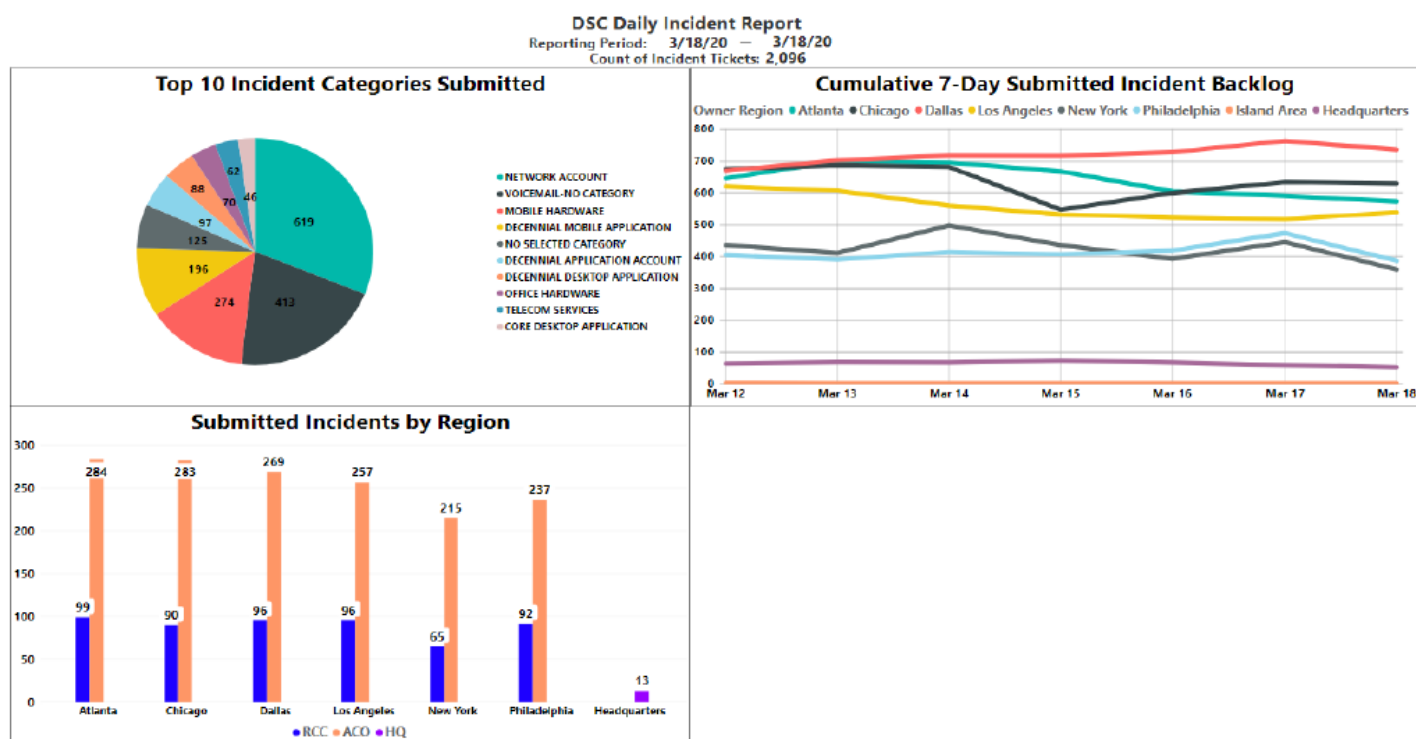 DSC Daily Incident Report
Reporting Period: 3/18/20 — 3/18/20
Count of Incident Tickets: 2,096
Top 10 Incident Categories Submitted
619
413
274
196
125
97
88
70
62
46
NETWORK ACCOUNT
VOICEMAIL-NO CATEGORY
MOBILE HARDWARE
DECENNIAL MOBILE APPLICATION
NO SELECTED CATEGORY
DECENNIAL APPLICATION ACCOUNT
DECENNIAL DESKTOP APPLICATION
OFFICE HARDWARE
TELECOM SERVICES
CORE DESKTOP APPLICATION
Cumulative 7-Day Submitted Incident Backlog
Owner Region Atlanta Chicago Dallas Los Angeles New York Philadelphia Island Area Headquarters
800
700
600
500
400
300
200
100
0
Mar 12 Mar 13 Mar 14 Mar 15 Mar 16 Mar 17 Mar 18
Submitted Incidents by Region
300
250
200
150
100
50
0
99 284
90 283
96 269
96 257
65 215
92 237
13
Atlanta Chicago Dallas Los Angeles New York Philadelphia Headquarters
RCC ACO HQ